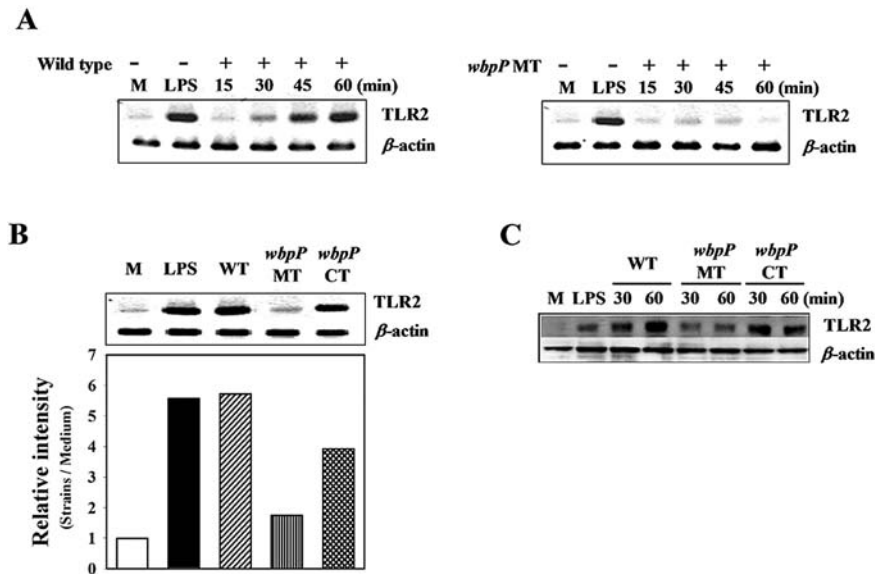 A
Wild type – – + + + +
M LPS 15 30 45 60 (min)
TLR2
β-actin
wbpP MT – – + + + +
M LPS 15 30 45 60 (min)
TLR2
β-actin
B
M LPS WT wbpP MT wbpP CT
TLR2
β-actin
Relative intensity
(Strains / Medium)
7
6
5
4
3
2
1
0
C
WT wbpP MT wbpP CT
M LPS 30 60 30 60 30 60 (min)
TLR2
β-actin